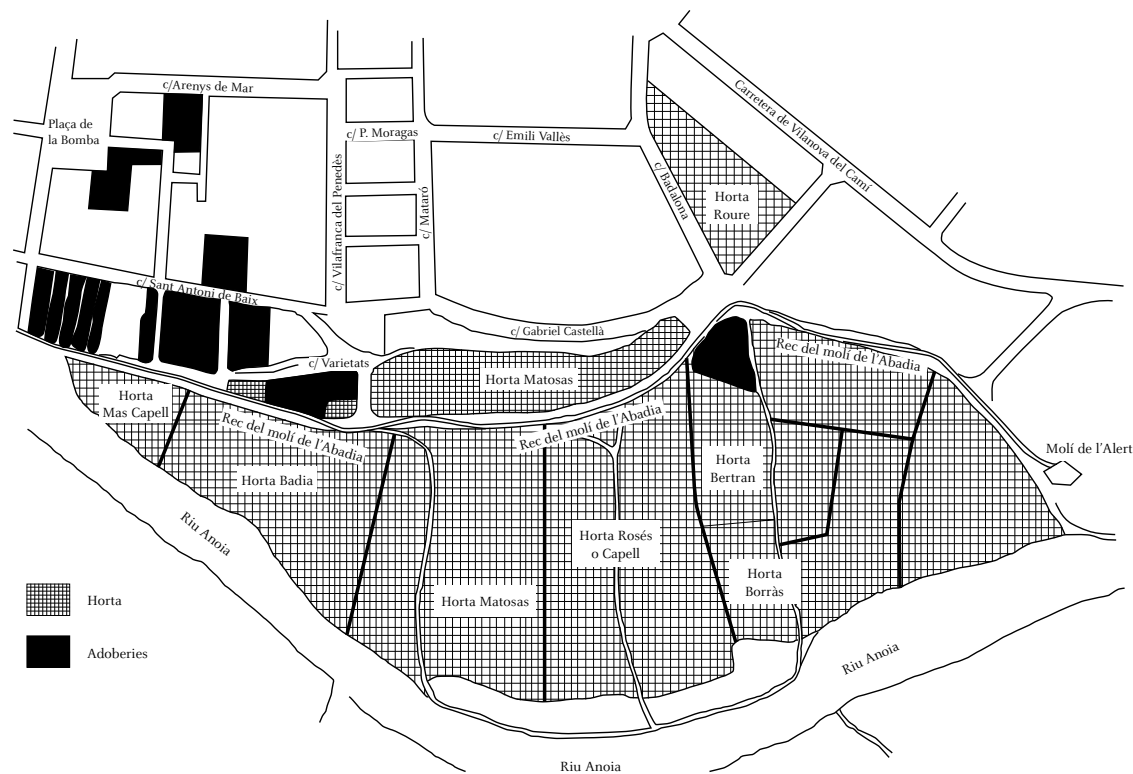 c/Arenys de Mar
Plaça de
la Bomba
c/ P. Moragas
c/ Emili Vallès
Carretera de Vilanova del Camí
c/ Vilafranca del Penedès
c/ Mataró
c/ Badalona
Horta
Roure
c/ Sant Antoni de Baix
c/ Gabriel Castellà
c/ Varietats
Horta Matosas
Rec del molí de l'Abadia
Horta
Mas Capell
Rec del molí de l'Abadia
Rec del molí de l'Abadia
Molí de l'Alert
Horta Badia
Horta
Bertran
Riu Anoia
Horta Rosés
o Capell
Horta
Borràs
Horta Matosas
Horta
Adoberies
Riu Anoia
Riu Anoia